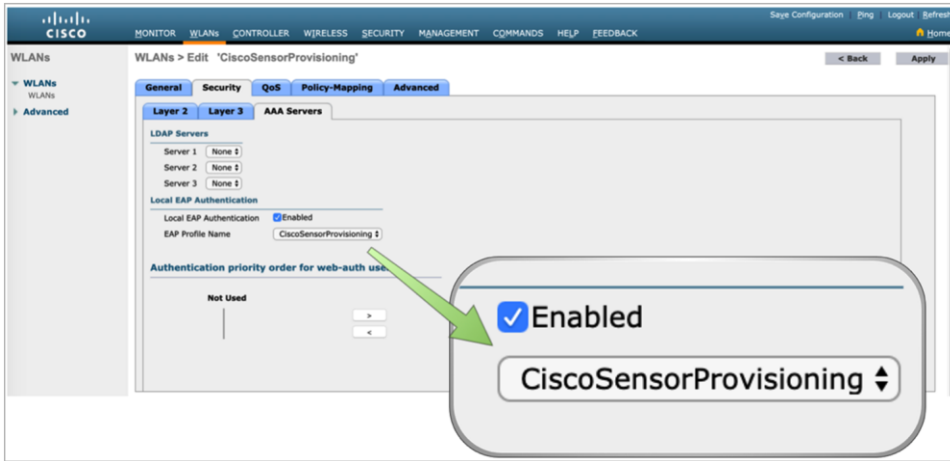 Save Configuration Ping Logout Refresh
CISCO MONITOR WLANs CONTROLLER WIRELESS SECURITY MANAGEMENT COMMANDS HELP FEEDBACK Home
WLANs WLANs > Edit 'CiscoSensorProvisioning' < Back Apply
WLANs
WLANs
Advanced
General Security QoS Policy-Mapping Advanced
Layer 2 Layer 3 AAA Servers
LDAP Servers
Server 1 None
Server 2 None
Server 3 None
Local EAP Authentication
Local EAP Authentication Enabled
EAP Profile Name CiscoSensorProvisioning
Authentication priority order for web-auth use
Not Used
>
<
Enabled
CiscoSensorProvisioning